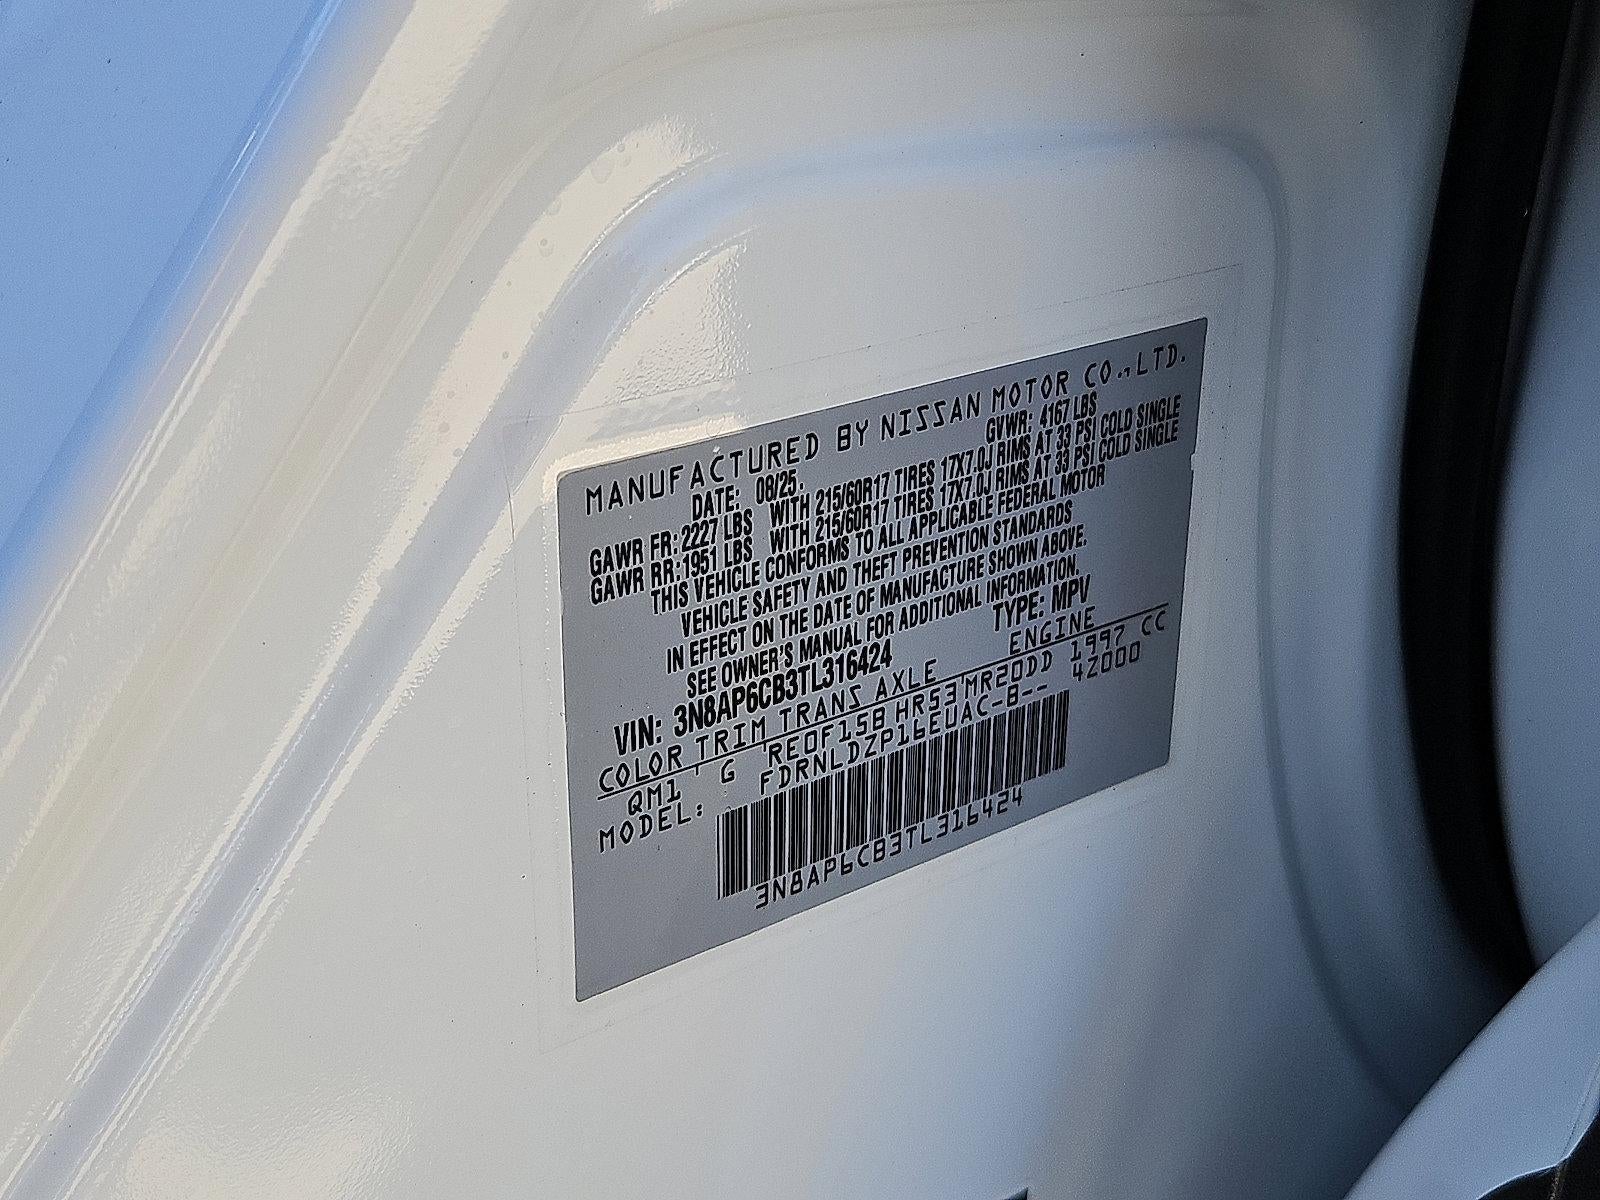 MANUFACTURED BY NISSAN MOTOR CO.,LTD.
DATE: 08/25. GVWR: 4167 LBS
GAWR FR: 2227 LBS WITH 215/60R17 TIRES 17X7.0J RIMS AT 33 PSI COLD SINGLE
GAWR RR: 1951 LBS WITH 215/60R17 TIRES 17X7.0J RIMS AT 33 PSI COLD SINGLE
THIS VEHICLE CONFORMS TO ALL APPLICABLE FEDERAL MOTOR
VEHICLE SAFETY AND THEFT PREVENTION STANDARDS
IN EFFECT ON THE DATE OF MANUFACTURE SHOWN ABOVE.
SEE OWNER'S MANUAL FOR ADDITIONAL INFORMATION.
VIN: 3N8AP6CB3TL316424 TYPE: MPV
COLOR TRIM TRANS AXLE ENGINE
QM1 G RE0F15B HR53 MR20DD 1997 CC
MODEL: FDRNLDZP16EUAC-B-- 4Z000
3N8AP6CB3TL316424